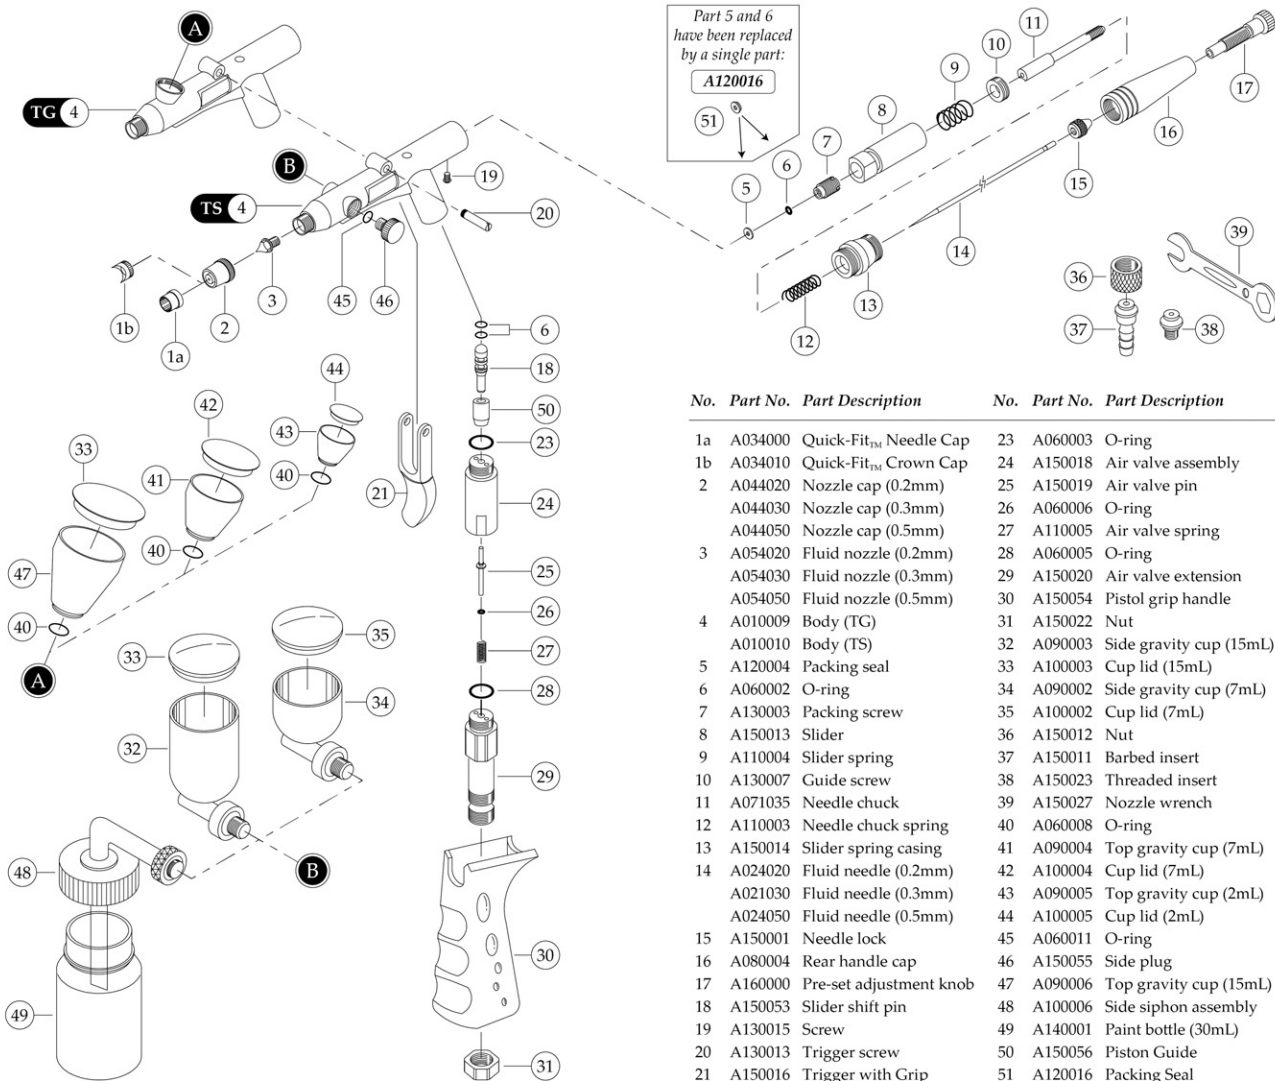 A
TG 4
B
TS 4
19
20
45
46
3
2
1b
1a
6
18
50
23
24
21
25
26
27
28
29
30
31
44
43
40
42
41
40
33
47
40
A
35
34
33
32
B
48
49
Part 5 and 6
have been replaced
by a single part:
A120016
51
11
10
9
8
7
6
5
17
16
15
14
13
12
39
36
37
38
No. Part No. Part Description
1a A034000 Quick-Fit™ Needle Cap
1b A034010 Quick-Fit™ Crown Cap
2 A044020 Nozzle cap (0.2mm)
A044030 Nozzle cap (0.3mm)
A044050 Nozzle cap (0.5mm)
3 A054020 Fluid nozzle (0.2mm)
A054030 Fluid nozzle (0.3mm)
A054050 Fluid nozzle (0.5mm)
4 A010009 Body (TG)
A010010 Body (TS)
5 A120004 Packing seal
6 A060002 O-ring
7 A130003 Packing screw
8 A150013 Slider
9 A110004 Slider spring
10 A130007 Guide screw
11 A071035 Needle chuck
12 A110003 Needle chuck spring
13 A150014 Slider spring casing
14 A024020 Fluid needle (0.2mm)
A021030 Fluid needle (0.3mm)
A024050 Fluid needle (0.5mm)
15 A150001 Needle lock
16 A080004 Rear handle cap
17 A160000 Pre-set adjustment knob
18 A150053 Slider shift pin
19 A130015 Screw
20 A130013 Trigger screw
21 A150016 Trigger with Grip
No. Part No. Part Description
23 A060003 O-ring
24 A150018 Air valve assembly
25 A150019 Air valve pin
26 A060006 O-ring
27 A110005 Air valve spring
28 A060005 O-ring
29 A150020 Air valve extension
30 A150054 Pistol grip handle
31 A150022 Nut
32 A090003 Side gravity cup (15mL)
33 A100003 Cup lid (15mL)
34 A090002 Side gravity cup (7mL)
35 A100002 Cup lid (7mL)
36 A150012 Nut
37 A150011 Barbed insert
38 A150023 Threaded insert
39 A150027 Nozzle wrench
40 A060008 O-ring
41 A090004 Top gravity cup (7mL)
42 A100004 Cup lid (7mL)
43 A090005 Top gravity cup (2mL)
44 A100005 Cup lid (2mL)
45 A060011 O-ring
46 A150055 Side plug
47 A090006 Top gravity cup (15mL)
48 A100006 Side siphon assembly
49 A140001 Paint bottle (30mL)
50 A150056 Piston Guide
51 A120016 Packing Seal